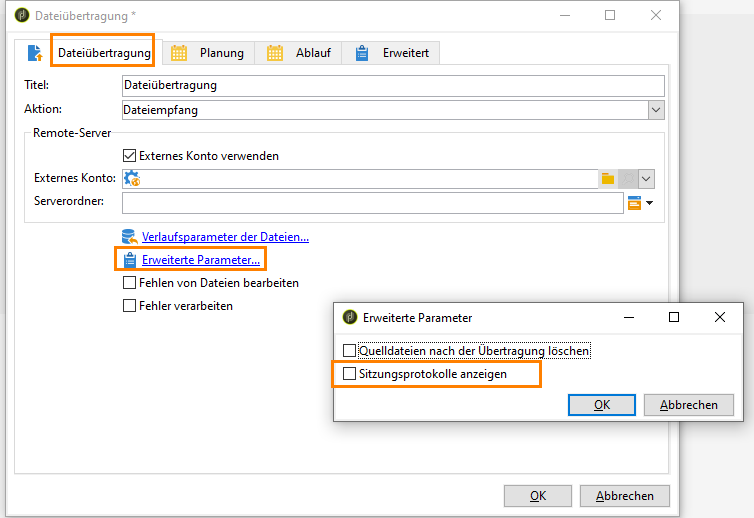 Dateiübertragung *
Dateiübertragung
Planung
Ablauf
Erweitert
Titel:
Dateiübertragung
Aktion:
Dateiempfang
Remote-Server
Externes Konto verwenden
Externes Konto:
Serverordner:
Verlaufsparameter der Dateien...
Erweiterte Parameter...
Fehlen von Dateien bearbeiten
Fehler verarbeiten
Erweiterte Parameter
Quelldateien nach der Übertragung löschen
Sitzungsprotokolle anzeigen
OK
Abbrechen
OK
Abbrechen